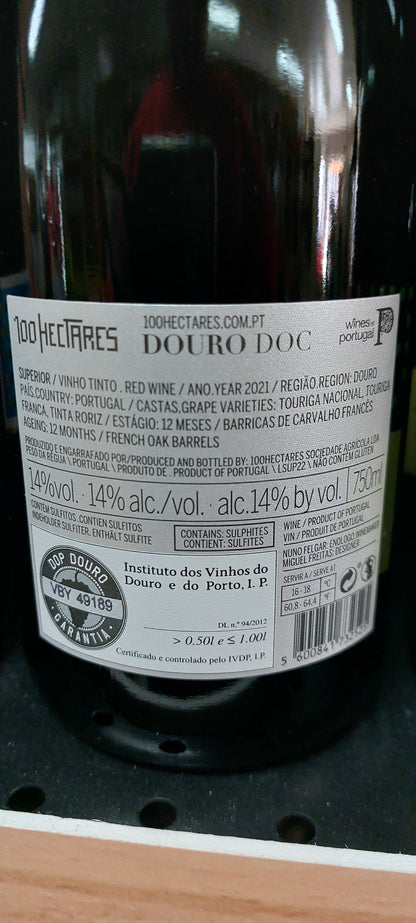 100HECTARES
100HECTARES.COM.PT
DOURO DOC
wines of
portugal
SUPERIOR / VINHO TINTO . RED WINE / ANO.YEAR 2021 / REGIÃO.REGION: DOURO
PAÍS.COUNTRY: PORTUGAL / CASTAS.GRAPE VARIETIES: TOURIGA NACIONAL, TOURIGA
FRANCA, TINTA RORIZ / ESTÁGIO: 12 MESES / BARRICAS DE CARVALHO FRANCÊS
AGEING: 12 MONTHS / FRENCH OAK BARRELS
PRODUZIDO E ENGARRAFADO POR/PRODUCED AND BOTTLED BY: 100HECTARES SOCIEDADE AGRÍCOLA LDA
PESO DA RÉGUA \ PORTUGAL \ PRODUTO DE . PRODUCT OF PORTUGAL \ LSUP22 \ NÃO CONTÉM GLÚTEN
14%vol. · 14% alc./vol. · alc.14% by vol. 750ml
CONTÉM SULFITOS .CONTIEN SULFITOS
INDEHOLDER SULFITER, ENTHÄLT SULFITE
CONTAINS: SULPHITES
CONTIENT: SULFITES
WINE / PRODUCT OF PORTUGAL
VIN / PRODUIT DE PORTUGAL
NUNO FELGAR: ENÓLOGO.WINEMAKER
MIGUEL FREITAS: DESIGNER
SERVIR A / SERVE AT
16 - 18 ºC
60,8 - 64,4 ºF
DOP DOURO
VBY 49189
GARANTIA
Instituto dos Vinhos do
Douro e do Porto, I. P.
DL n.º 94/2012
> 0.50l e ≤ 1.00l
Certificado e controlado pelo IVDP, I.P.